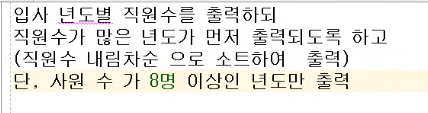 입사 년도별 직원수를 출력하되
직원수가 많은 년도가 먼저 출력되도록 하고
(직원수 내림차순 으로 소트하여  출력)
단, 사원 수 가 8명 이상인 년도만 출력